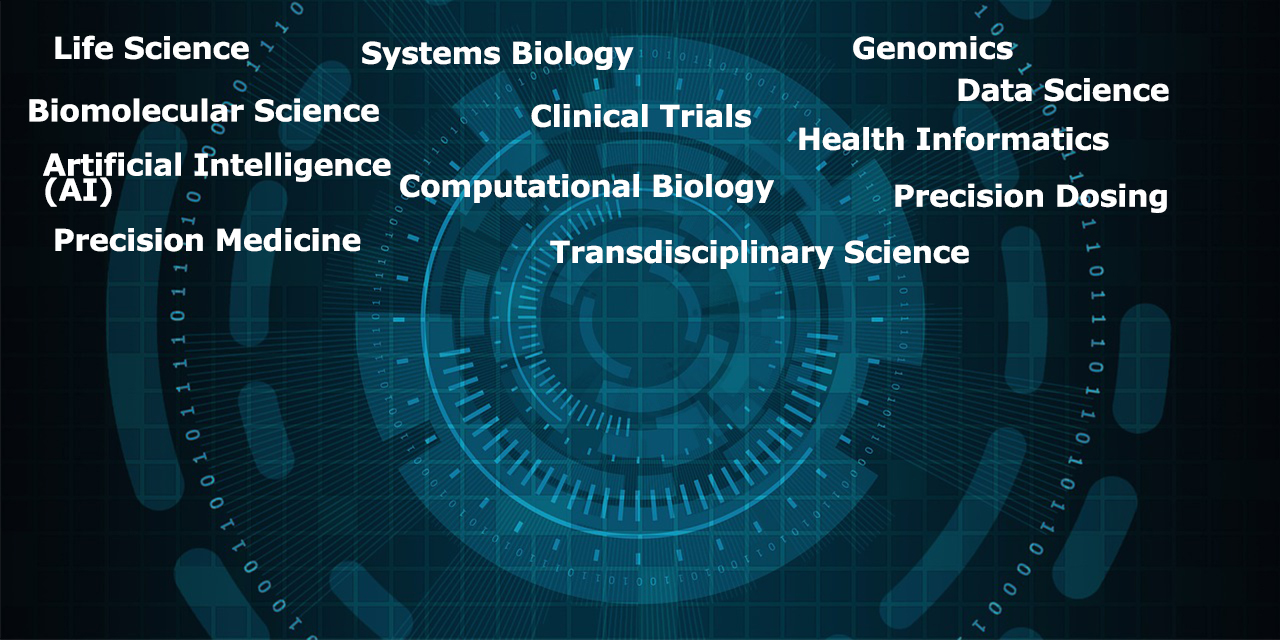 Life Science
Systems Biology
Genomics
Data Science
Biomolecular Science
Clinical Trials
Health Informatics
Artificial Intelligence
(AI)
Computational Biology
Precision Dosing
Precision Medicine
Transdisciplinary Science